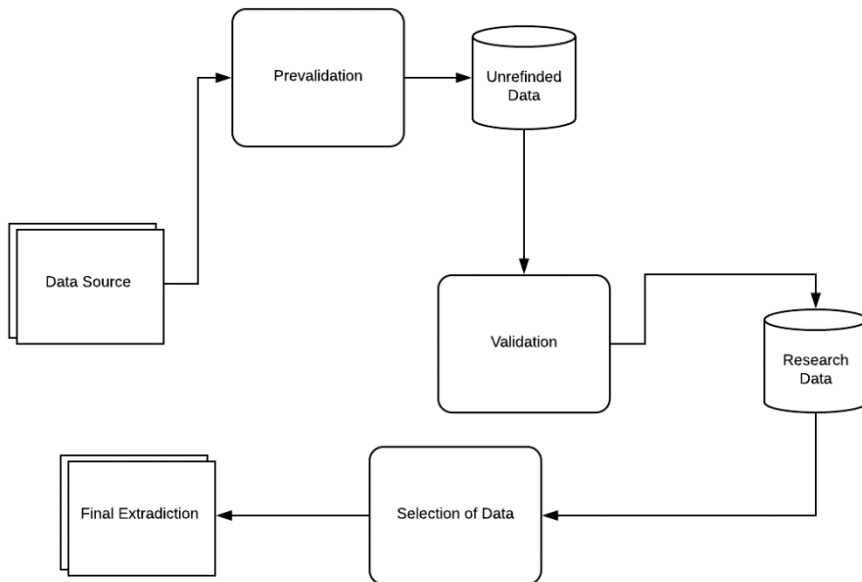 Prevalidation
Unrefinded
Data
Data Source
Validation
Research
Data
Final Extradiction
Selection of Data